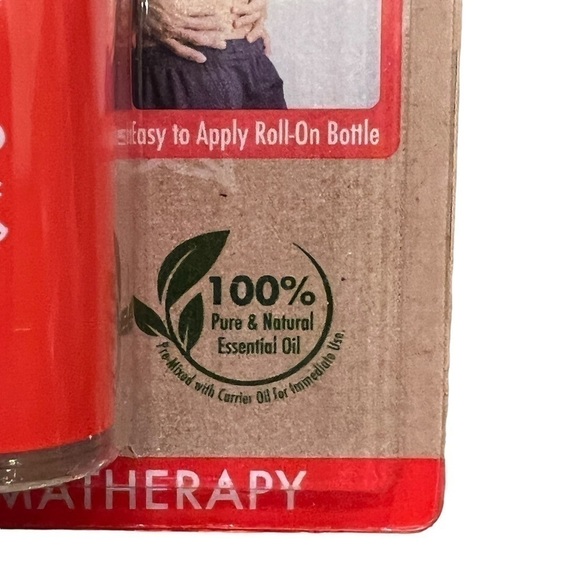 Easy to Apply Roll-On Bottle
100%
Pure & Natural
Essential Oil
Pre-Mixed with Carrier Oil For Immediate Use.
MATHERAPY